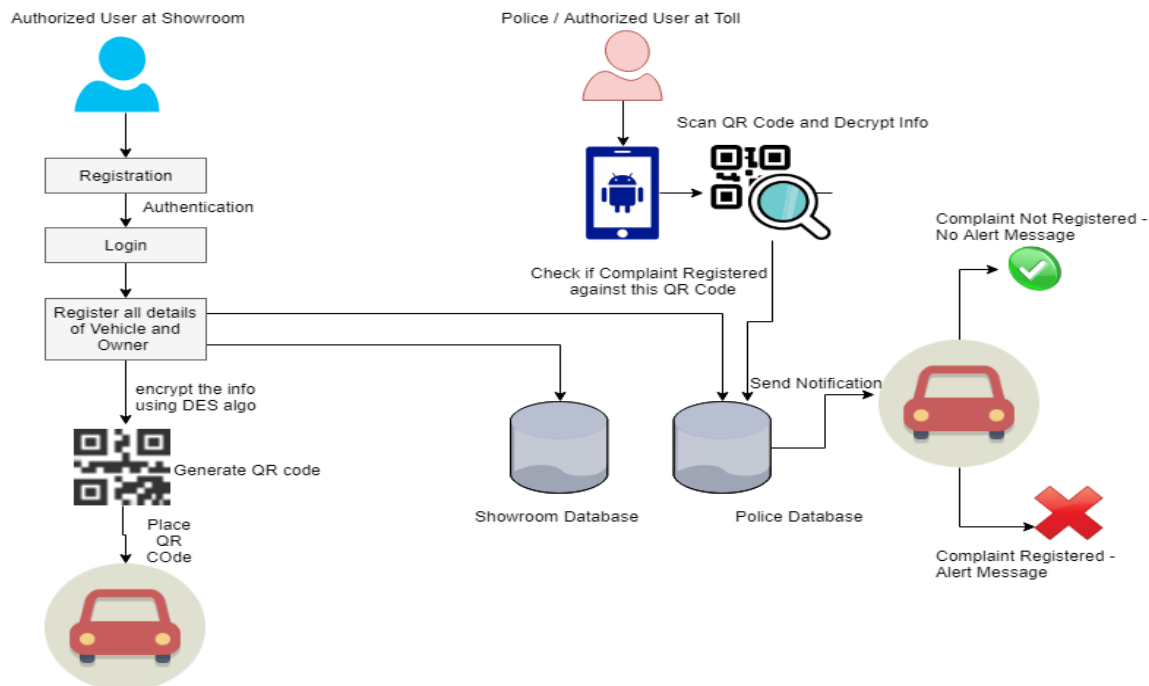 Authorized User at Showroom
Police / Authorized User at Toll
Scan QR Code and Decrypt Info
Registration
Authentication
Login
Register all details
of Vehicle and
Owner
encrypt the info
using DES algo
Generate QR code
Place
QR
COde
Check if Complaint Registered
against this QR Code
Showroom Database
Police Database
Send Notification
Complaint Not Registered -
No Alert Message
Complaint Registered -
Alert Message